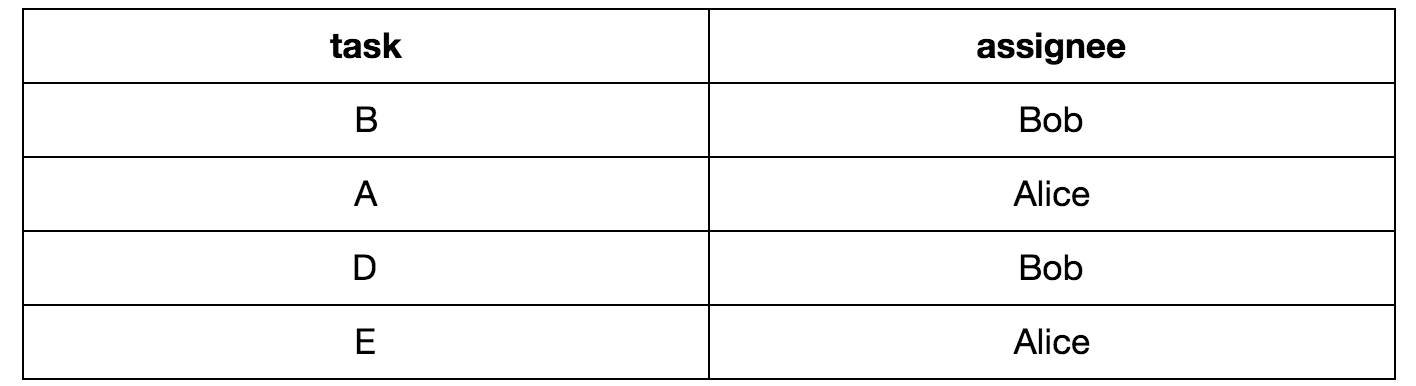 task assignee
B Bob
A Alice
D Bob
E Alice